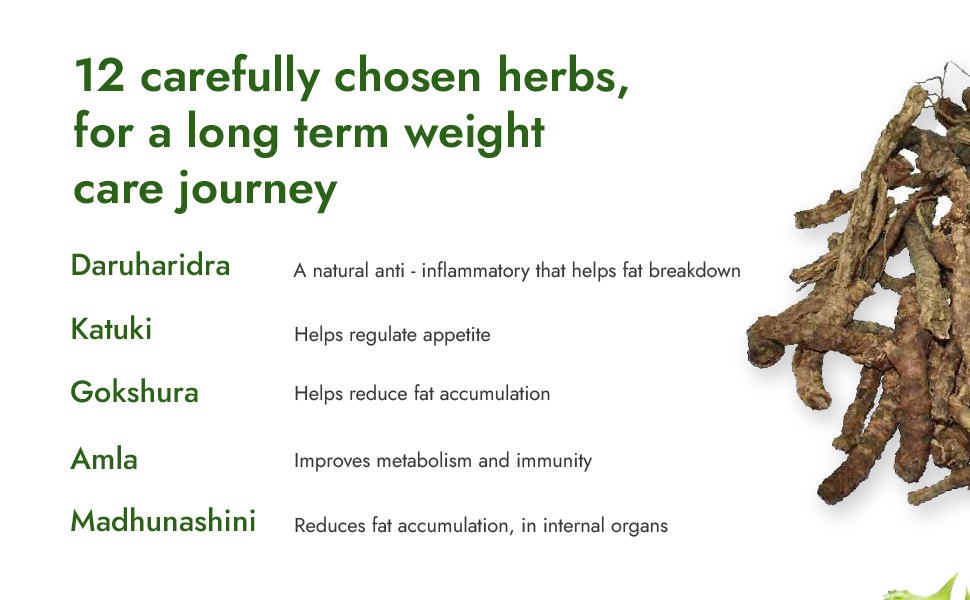 12 carefully chosen herbs,
for a long term weight
care journey
Daruharidra A natural anti - inflammatory that helps fat breakdown
Katuki Helps regulate appetite
Gokshura Helps reduce fat accumulation
Amla Improves metabolism and immunity
Madhunashini Reduces fat accumulation, in internal organs